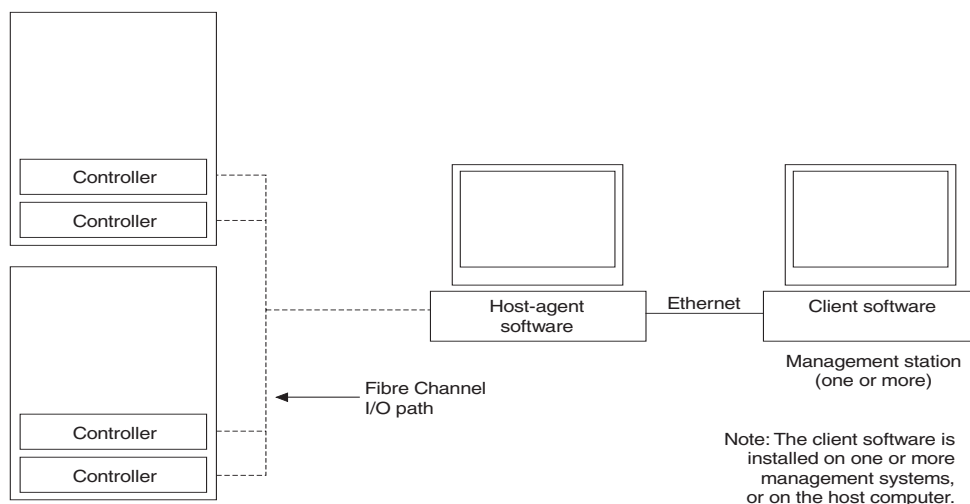 Controller
Controller
Host-agent
software
Ethernet
Client software
Management station
(one or more)
Fibre Channel
I/O path
Controller
Controller
Note: The client software is
installed on one or more
management systems,
or on the host computer.